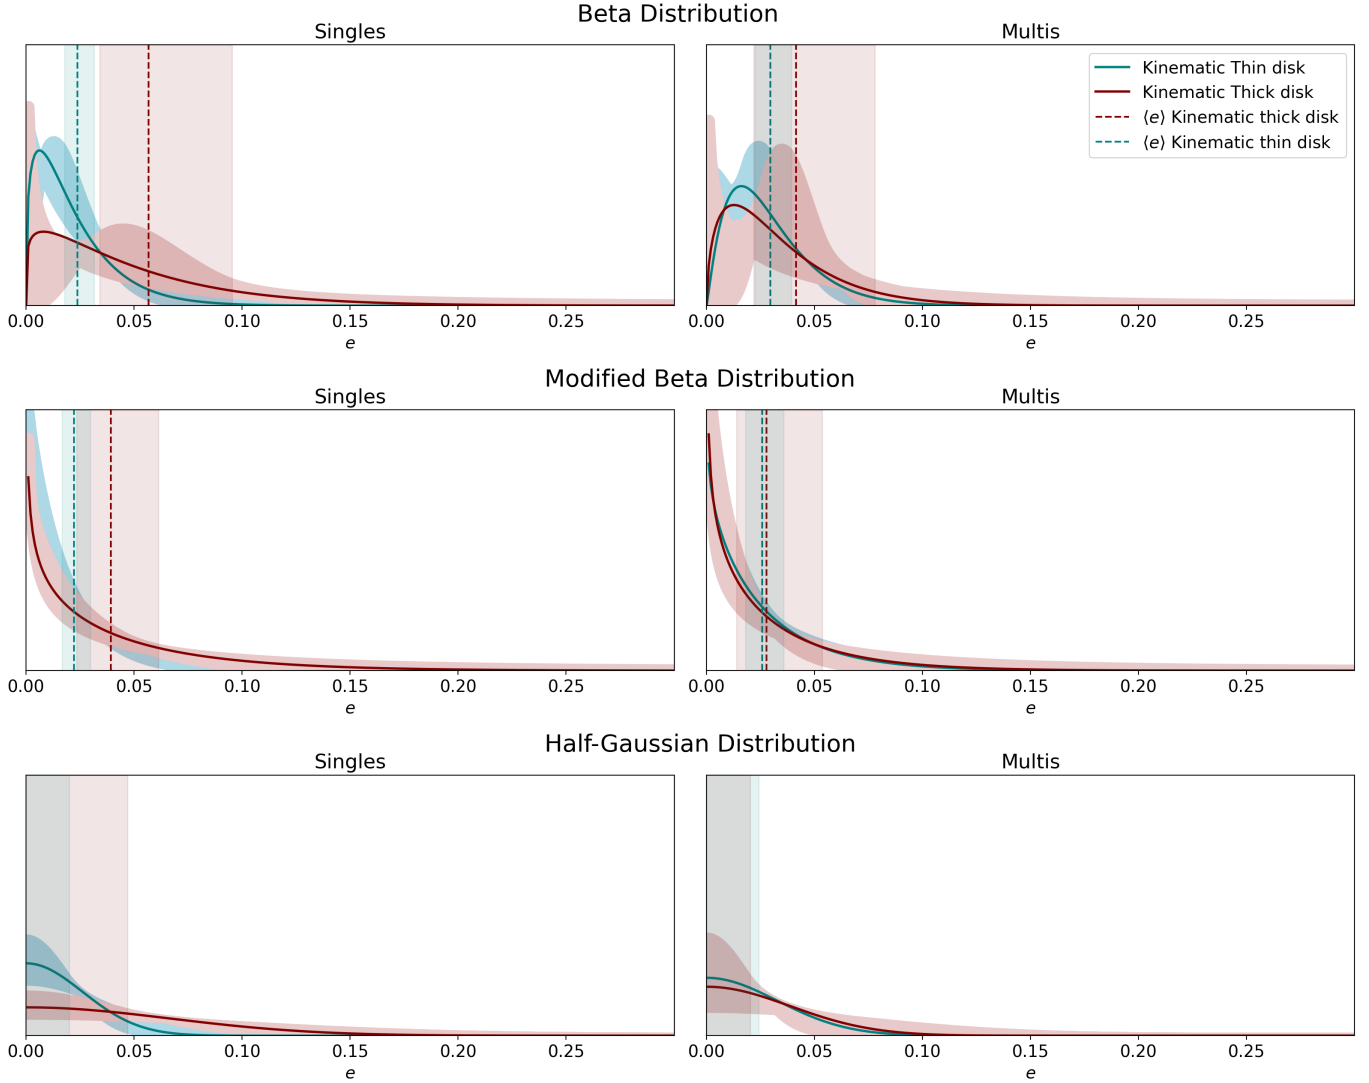 Beta Distribution
Singles
Multis
Kinematic Thin disk
Kinematic Thick disk
⟨e⟩ Kinematic thick disk
⟨e⟩ Kinematic thin disk
0.00 0.05 0.10 0.15 0.20 0.25
e
0.00 0.05 0.10 0.15 0.20 0.25
e
Modified Beta Distribution
Singles
Multis
0.00 0.05 0.10 0.15 0.20 0.25
e
0.00 0.05 0.10 0.15 0.20 0.25
e
Half-Gaussian Distribution
Singles
Multis
0.00 0.05 0.10 0.15 0.20 0.25
e
0.00 0.05 0.10 0.15 0.20 0.25
e